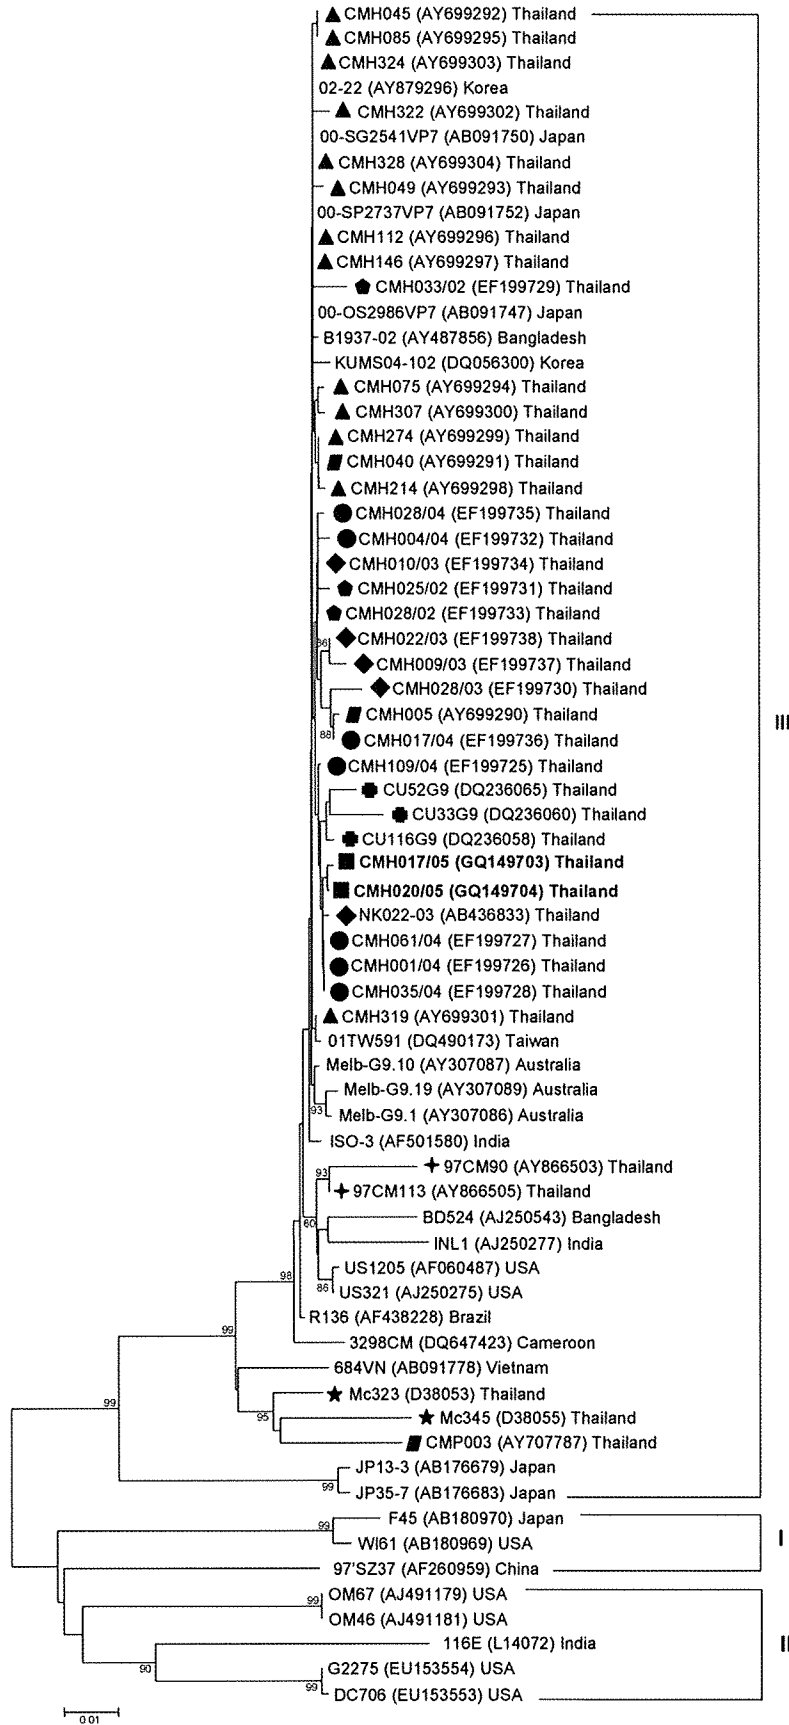 CMH045 (AY699292) Thailand
CMH085 (AY699295) Thailand
CMH324 (AY699303) Thailand
02-22 (AY879296) Korea
CMH322 (AY699302) Thailand
00-SG2541VP7 (AB091750) Japan
CMH328 (AY699304) Thailand
CMH049 (AY699293) Thailand
00-SP2737VP7 (AB091752) Japan
CMH112 (AY699296) Thailand
CMH146 (AY699297) Thailand
CMH033/02 (EF199729) Thailand
00-OS2986VP7 (AB091747) Japan
B1937-02 (AY487856) Bangladesh
KUMS04-102 (DQ056300) Korea
CMH075 (AY699294) Thailand
CMH307 (AY699300) Thailand
CMH274 (AY699299) Thailand
CMH040 (AY699291) Thailand
CMH214 (AY699298) Thailand
CMH028/04 (EF199735) Thailand
CMH004/04 (EF199732) Thailand
CMH010/03 (EF199734) Thailand
CMH025/02 (EF199731) Thailand
CMH028/02 (EF199733) Thailand
86 CMH022/03 (EF199738) Thailand
CMH009/03 (EF199737) Thailand
CMH028/03 (EF199730) Thailand
CMH005 (AY699290) Thailand
III
88 CMH017/04 (EF199736) Thailand
CMH109/04 (EF199725) Thailand
CU52G9 (DQ236065) Thailand
CU33G9 (DQ236060) Thailand
CU116G9 (DQ236058) Thailand
CMH017/05 (GQ149703) Thailand
CMH020/05 (GQ149704) Thailand
NK022-03 (AB436833) Thailand
CMH061/04 (EF199727) Thailand
CMH001/04 (EF199726) Thailand
CMH035/04 (EF199728) Thailand
CMH319 (AY699301) Thailand
01TW591 (DQ490173) Taiwan
Melb-G9.10 (AY307087) Australia
Melb-G9.19 (AY307089) Australia
93 Melb-G9.1 (AY307086) Australia
ISO-3 (AF501580) India
93 97CM90 (AY866503) Thailand
97CM113 (AY866505) Thailand
60 BD524 (AJ250543) Bangladesh
INL1 (AJ250277) India
98 US1205 (AF060487) USA
86 US321 (AJ250275) USA
R136 (AF438228) Brazil
99 3298CM (DQ647423) Cameroon
684VN (AB091778) Vietnam
Mc323 (D38053) Thailand
99 95 Mc345 (D38055) Thailand
CMP003 (AY707787) Thailand
JP13-3 (AB176679) Japan
99 JP35-7 (AB176683) Japan
99 F45 (AB180970) Japan
WI61 (AB180969) USA
I
97'SZ37 (AF260959) China
99 OM67 (AJ491179) USA
OM46 (AJ491181) USA
116E (L14072) India
II
90 G2275 (EU153554) USA
99 DC706 (EU153553) USA
0.01